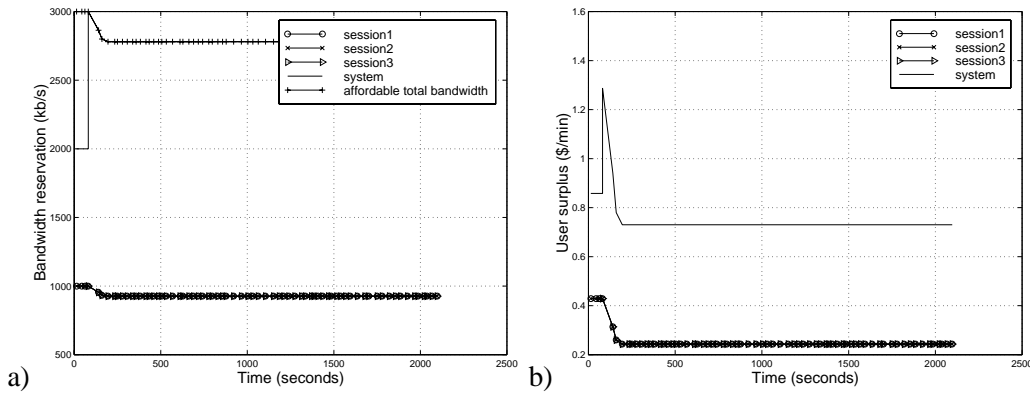 3000
2500
2000
1500
1000
500
Bandwidth reservation (kb/s)
session1
session2
session3
system
affordable total bandwidth
0 500 1000 1500 2000 2500
Time (seconds)
a)
1.6
1.4
1.2
1
0.8
0.6
0.4
0.2
User surplus ($/min)
session1
session2
session3
system
0 500 1000 1500 2000 2500
Time (seconds)
b)